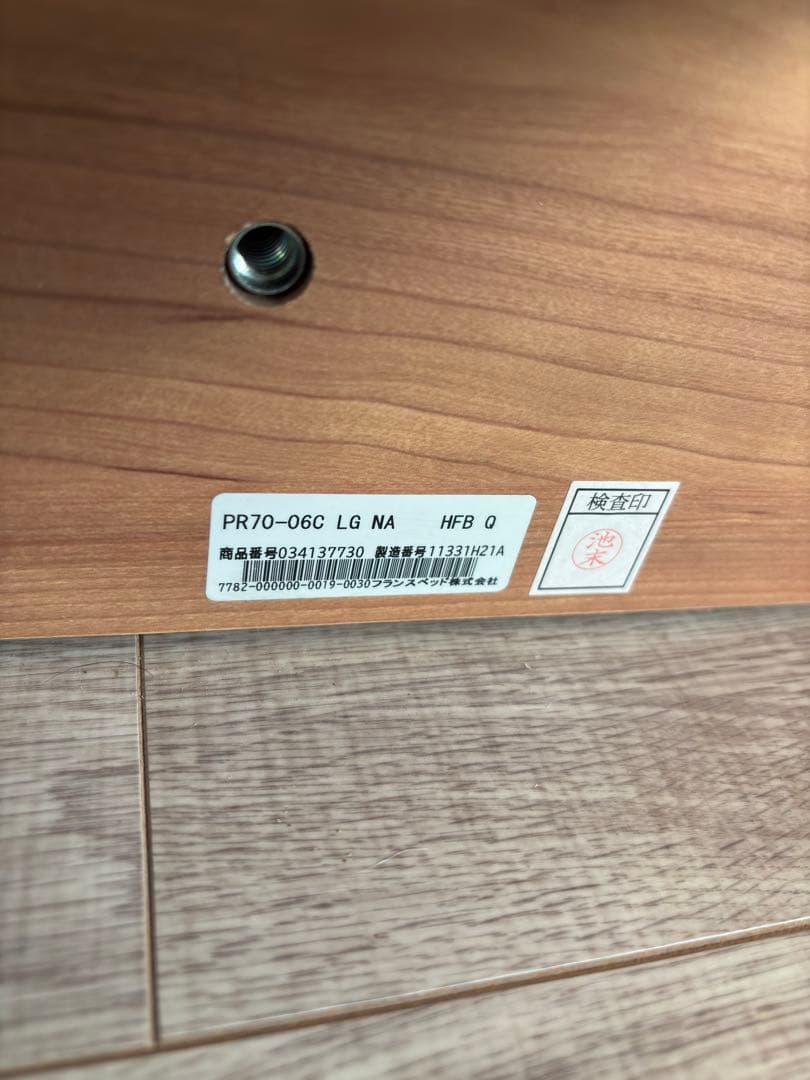 PR70-06C LG NA HFB Q
商品番号034137730 製造番号11331H21A
7782-000000-0019-0030フランスベッド株式会社
検査印
池末